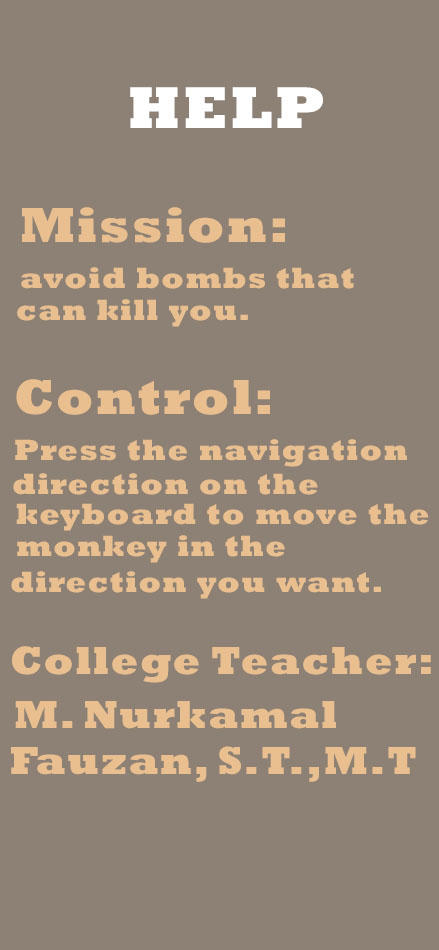 HELP
Mission:
avoid bombs that
can kill you.
Control:
Press the navigation
direction on the
keyboard to move the
monkey in the
direction you want.
College Teacher:
M. Nurkamal
Fauzan, S.T.,M.T